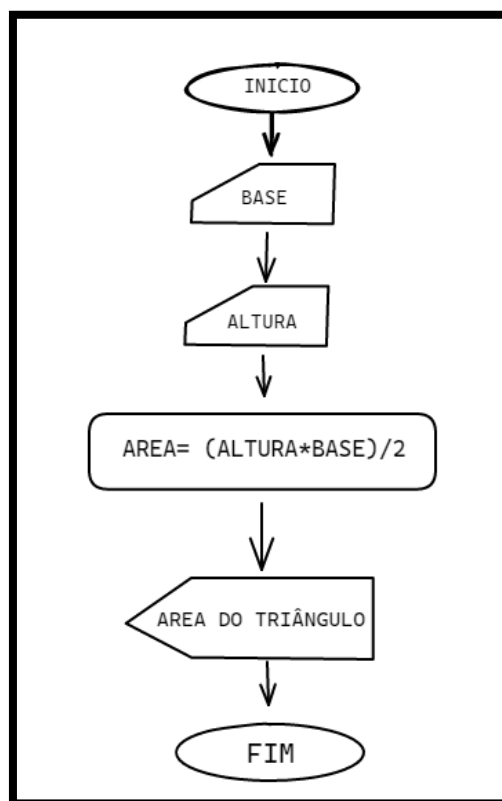 INICIO
BASE
ALTURA
AREA= (ALTURA*BASE)/2
AREA DO TRIÂNGULO
FIM